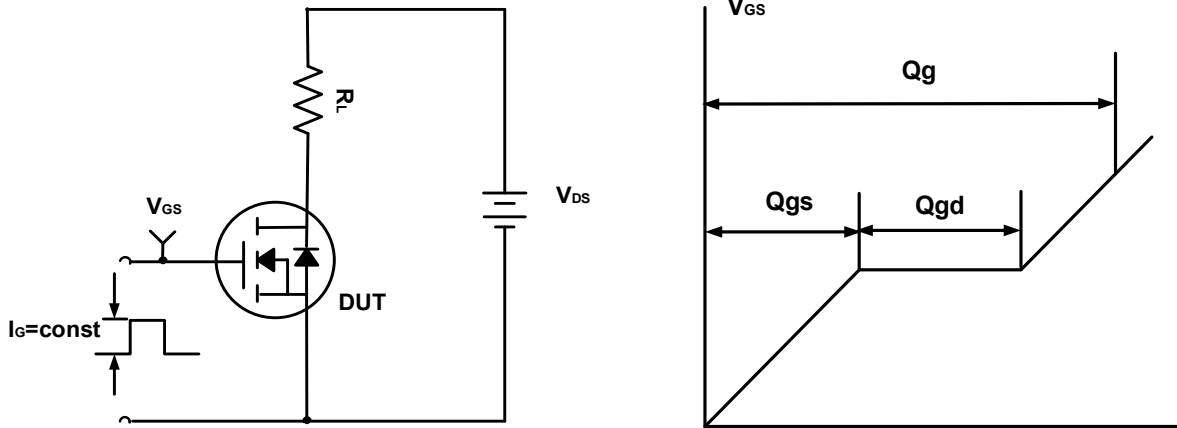 VGS
Qg
RL
VDS
VGS
Qgs
Qgd
DUT
IG=const